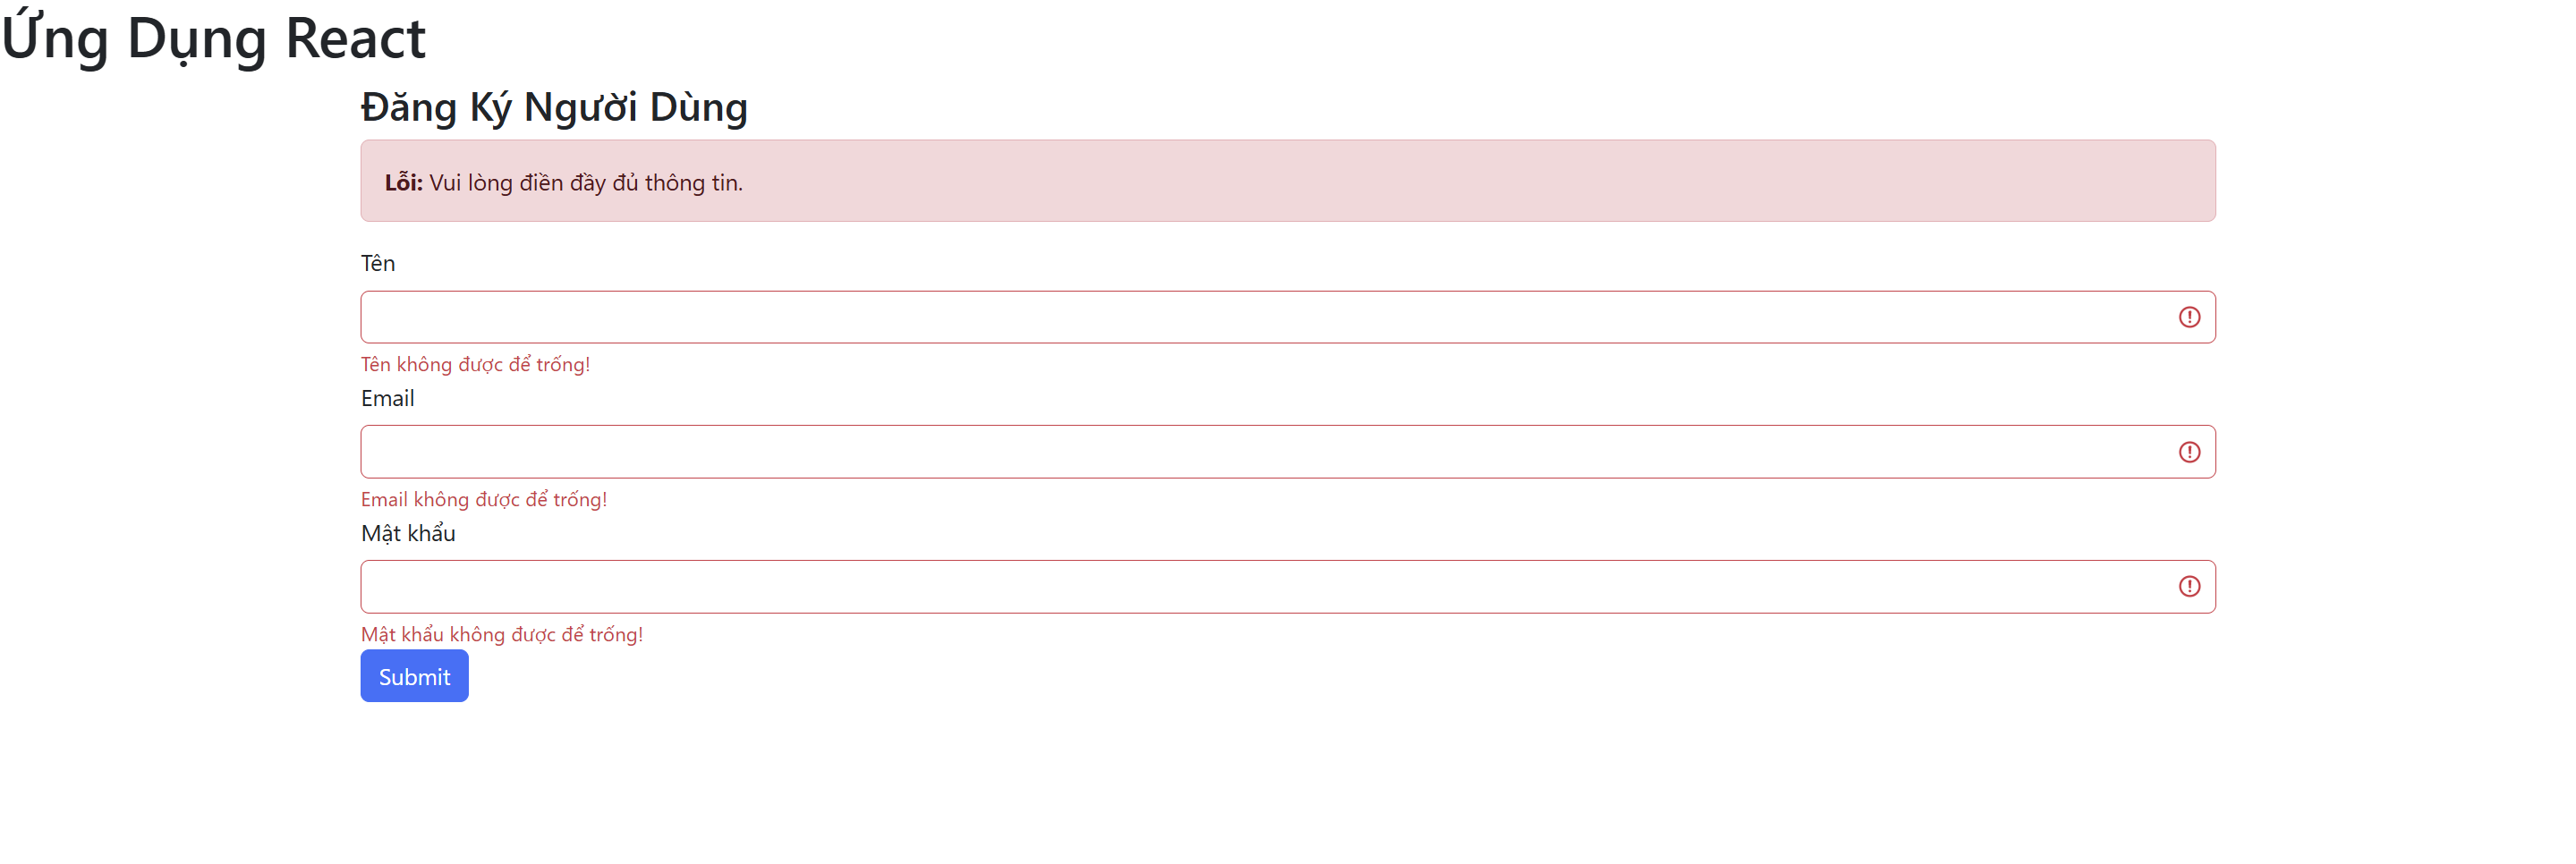 Ứng Dụng React
Đăng Ký Người Dùng
Lỗi: Vui lòng điền đầy đủ thông tin.
Tên
Tên không được để trống!
Email
Email không được để trống!
Mật khẩu
Mật khẩu không được để trống!
Submit